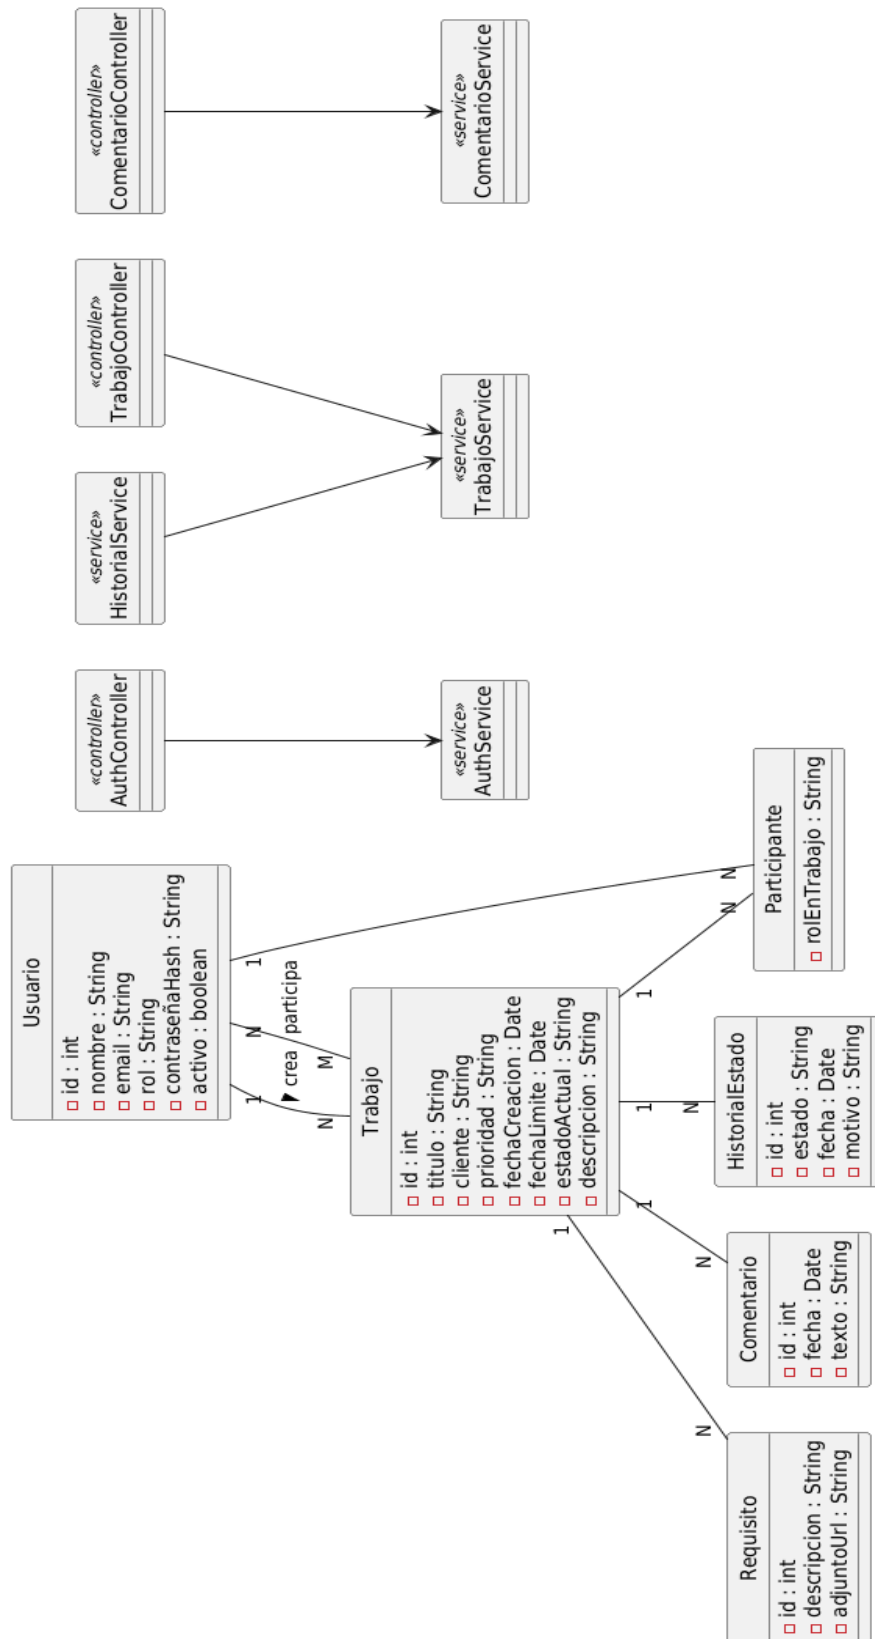 Usuario
id : int
nombre : String
email : String
rol : String
contraseñaHash : String
activo : boolean
«controller»
AuthController
«service»
HistorialService
«controller»
TrabajoController
«controller»
ComentarioController
1
N
1
crea
participa
N
M
Trabajo
id : int
titulo : String
cliente : String
prioridad : String
fechaCreacion : Date
fechaLimite : Date
estadoActual : String
descripcion : String
«service»
AuthService
«service»
TrabajoService
«service»
ComentarioService
1
1
1
1
N
N
N
N
N
Requisito
id : int
descripcion : String
adjuntoUrl : String
Comentario
id : int
fecha : Date
texto : String
HistorialEstado
id : int
estado : String
fecha : Date
motivo : String
Participante
rolEnTrabajo : String